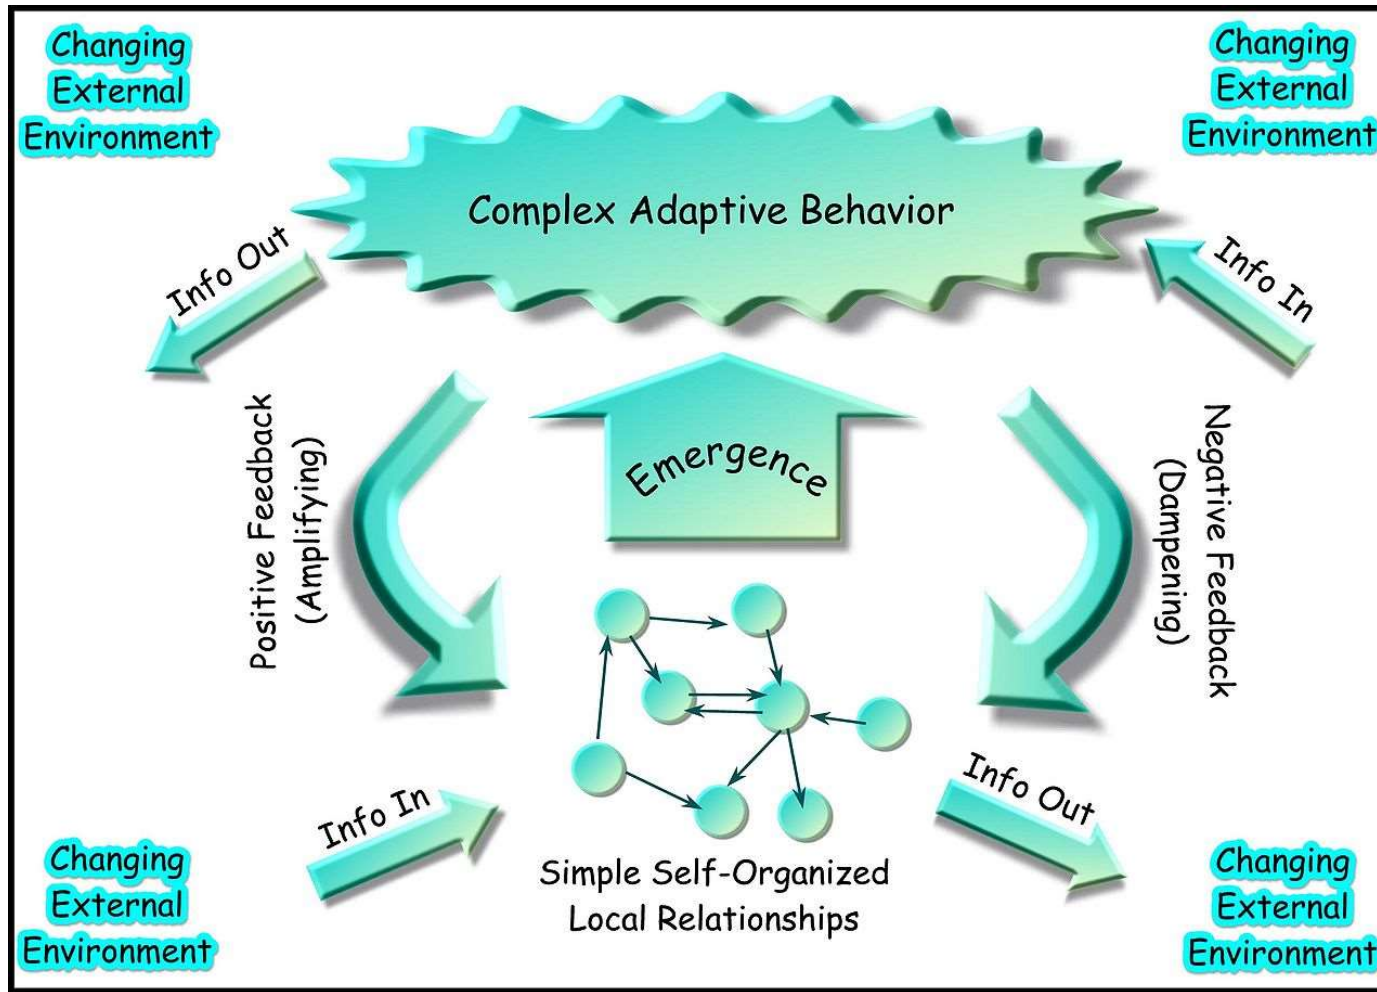 Changing
External
Environment
Changing
External
Environment
Complex Adaptive Behavior
Info Out
Info In
Positive Feedback
(Amplifying)
Emergence
Negative Feedback
(Dampening)
Info In
Info Out
Simple Self-Organized
Local Relationships
Changing
External
Environment
Changing
External
Environment